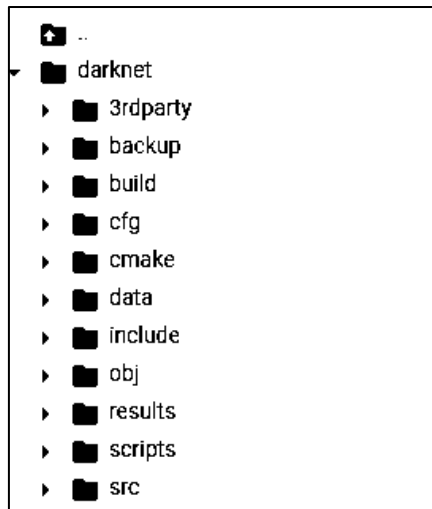 ..
darknet
3rdparty
backup
build
cfg
cmake
data
include
obj
results
scripts
src